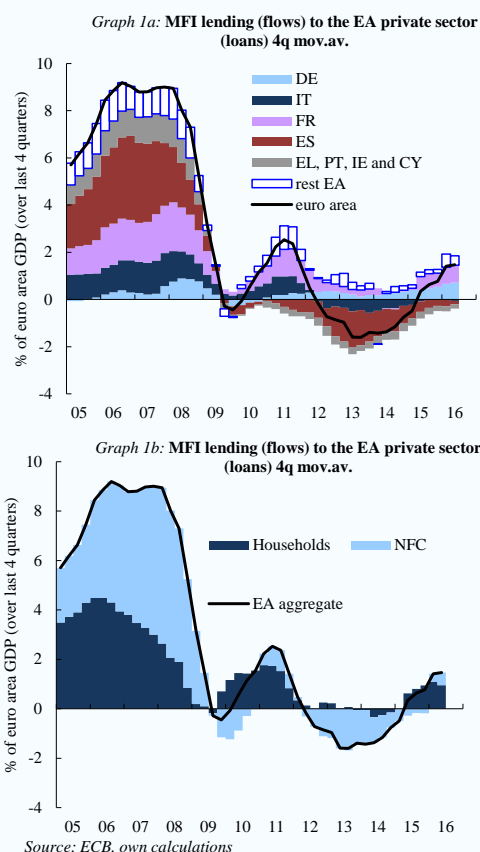 Graph 1a: MFI lending (flows) to the EA private sector
(loans) 4q mov.av.
% of euro area GDP (over last 4 quarters)
10
8
6
4
2
0
-2
-4
DE
IT
FR
ES
EL, PT, IE and CY
rest EA
euro area
05 06 07 08 09 10 11 12 13 14 15 16
Graph 1b: MFI lending (flows) to the EA private sector
(loans) 4q mov.av.
% of euro area GDP (over last 4 quarters)
10
8
6
4
2
0
-2
-4
Households NFC
EA aggregate
05 06 07 08 09 10 11 12 13 14 15 16
Source: ECB, own calculations